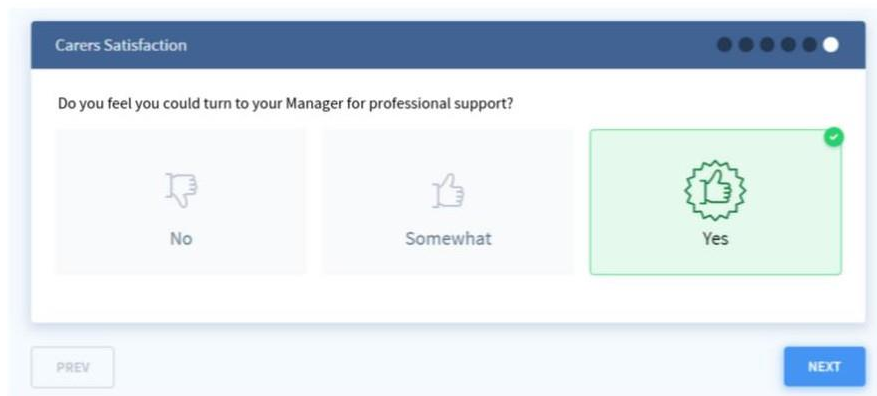 Carers Satisfaction
Do you feel you could turn to your Manager for professional support?
No
Somewhat
Yes
PREV
NEXT